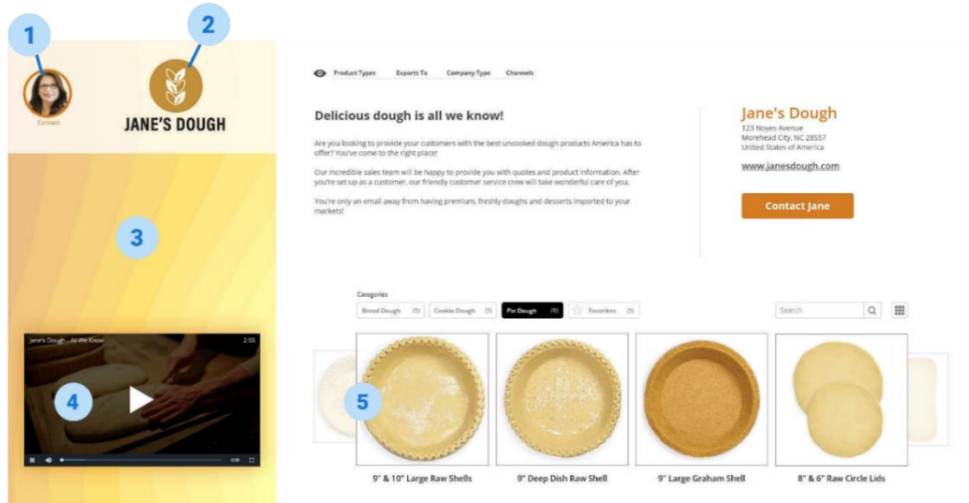 1
2
Contact
JANE'S DOUGH
3
Jane's Dough - All We Know
2:55
4
0:00
Product Types Exports To Company Type Channels
Delicious dough is all we know!
Are you looking to provide your customers with the best uncooked dough products America has to
offer? You've come to the right place!
Our incredible sales team will be happy to provide you with quotes and product information. After
you're set up as a customer, our friendly customer service crew will take wonderful care of you.
You're only an email away from having premium, freshly doughs and desserts imported to your
markets!
Jane's Dough
123 Noyes Avenue
Morehead City, NC 28557
United States of America
www.janesdough.com
Contact Jane
Categories
Bread Dough Cookie Dough Pie Dough Favorites
Search
5
9" & 10" Large Raw Shells
9" Deep Dish Raw Shell
9" Large Graham Shell
8" & 6" Raw Circle Lids